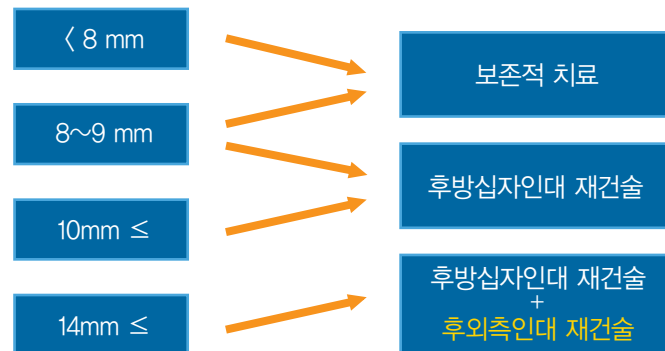 〈 8 mm
8～9 mm
10mm ≤
14mm ≤
보존적 치료
후방십자인대 재건술
후방십자인대 재건술
+
후외측인대 재건술